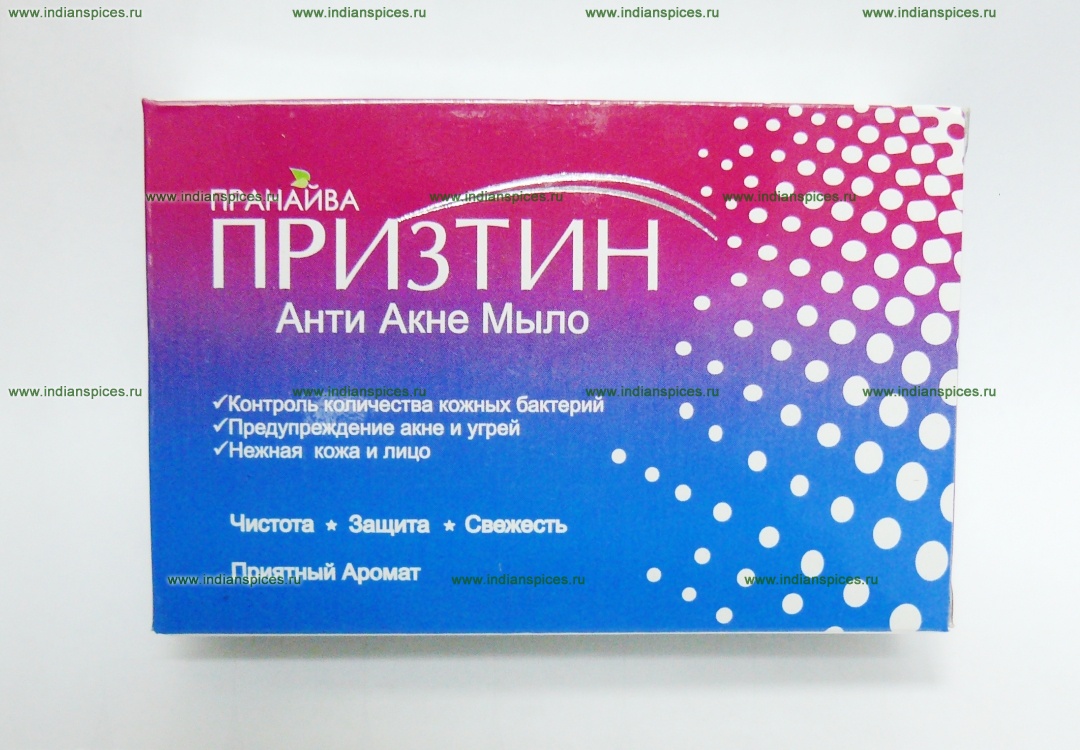 www.indianspices.ru www.indianspices.ru www.indianspices.ru www.indianspices.ru
www.indianspices.ru www.indianspices.ru www.indianspices.ru
ПРАНАЙВА
ПРИЗТИН
Анти Акне Мыло
www.indianspices.ru www.indianspices.ru www.indianspices.ru www.indianspices.ru
✓Контроль количества кожных бактерий
✓Предупреждение акне и угрей
✓Нежная кожа и лицо
Чистота ★ Защита ★ Свежесть
Приятный Аромат
www.indianspices.ru www.indianspices.ru www.indianspices.ru